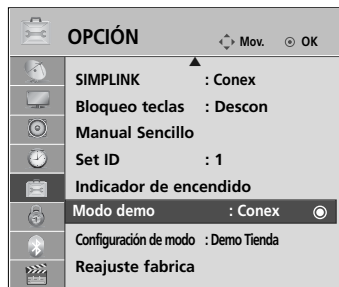 OPCIÓN Mov. OK
SIMPLINK : Conex
Bloqueo teclas : Descon
Manual Sencillo
Set ID : 1
Indicador de encendido
Modo demo : Conex
Configuración de modo : Demo Tienda
Reajuste fabrica